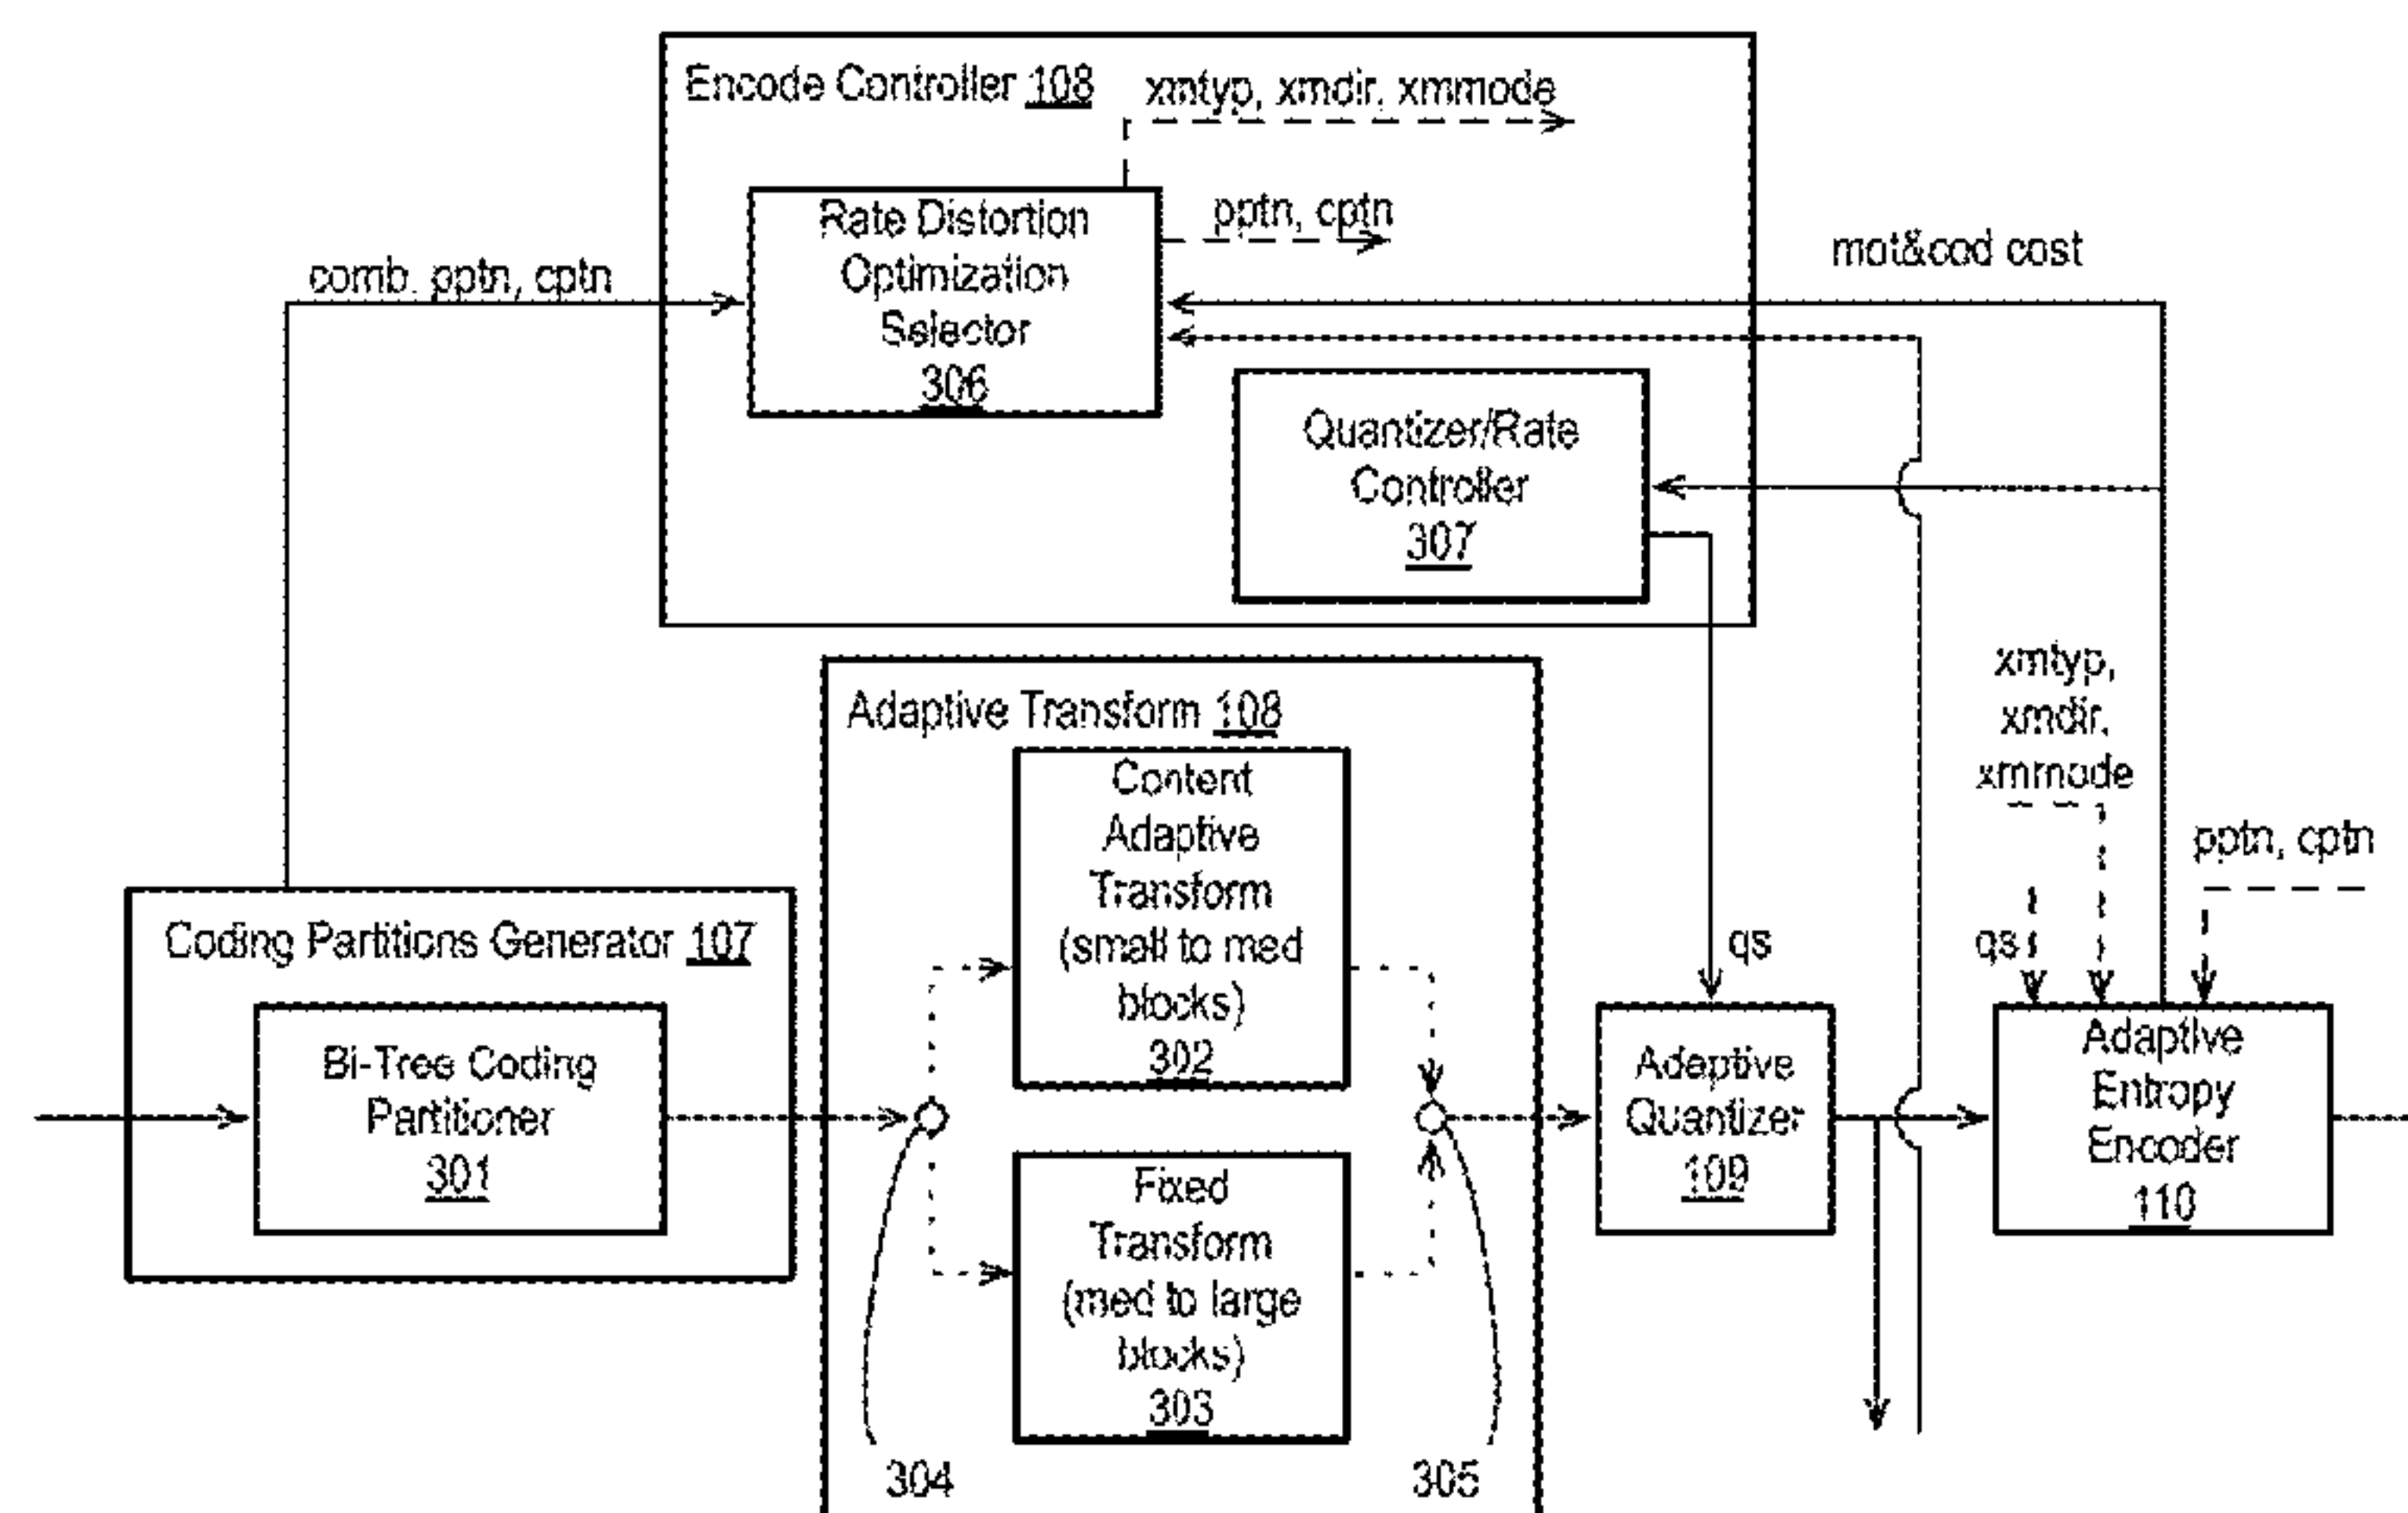 Encode Controller 108
xmtyp, xmdir, xmmode
Rate Distortion
Optimization
Selector
306
pptn, cptn
comb. pptn, cptn
mot&cod cost
Quantizer/Rate
Controller
307
xmtyp,
xmdir,
xmmode
pptn, cptn
qs
qs
Adaptive Transform 108
Content
Adaptive
Transform
(small to med
blocks)
302
Coding Partitions Generator 107
Bi-Tree Coding
Partitioner
301
Fixed
Transform
(med to large
blocks)
303
Adaptive
Quantizer
109
Adaptive
Entropy
Encoder
110
304
305